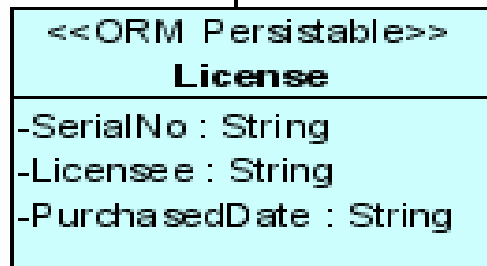 <<ORM Persistable>>
License
-SerialNo : String
-Licensee : String
-PurchasedDate : String